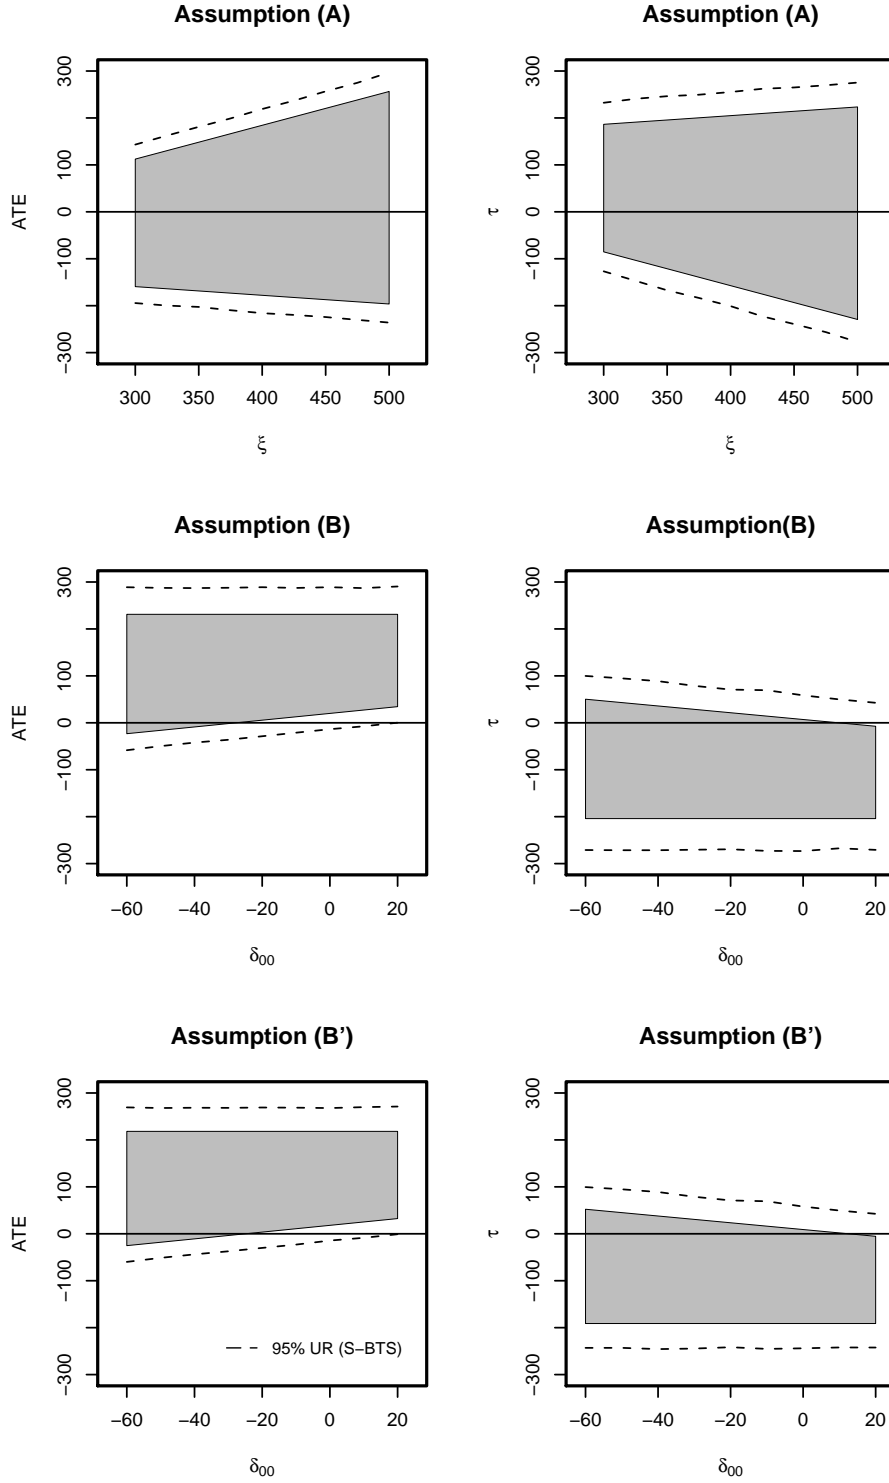 Assumption (A)
ATE
300
100
0
−100
−300
300 350 400 450 500
ξ
Assumption (A)
τ
300
100
0
−100
−300
300 350 400 450 500
ξ
Assumption (B)
ATE
300
100
0
−100
−300
−60 −40 −20 0 20
δ00
Assumption(B)
τ
300
100
0
−100
−300
−60 −40 −20 0 20
δ00
Assumption (B')
ATE
300
100
0
−100
−300
95% UR (S−BTS)
−60 −40 −20 0 20
δ00
Assumption (B')
τ
300
100
0
−100
−300
−60 −40 −20 0 20
δ00